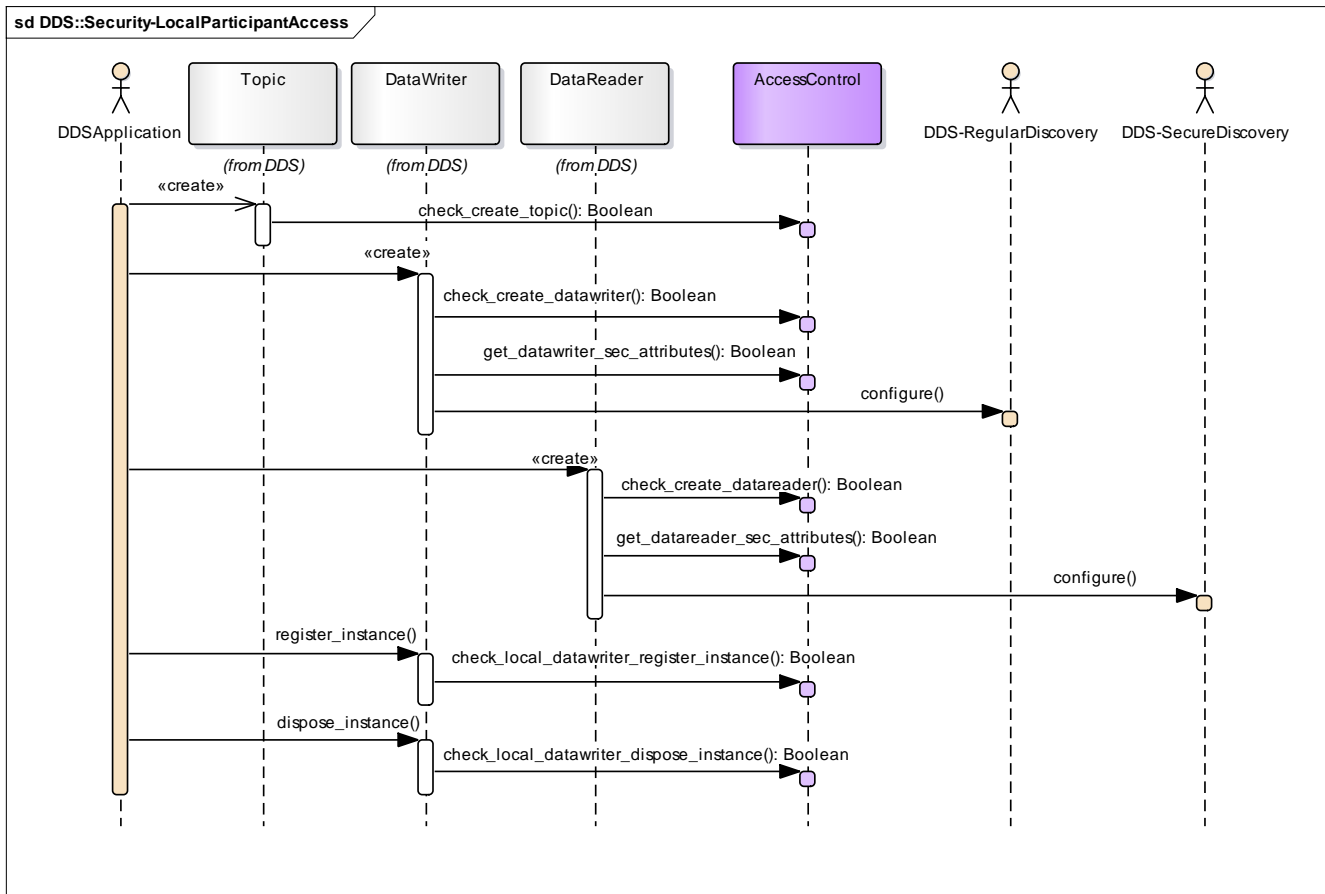 sd DDS::Security-LocalParticipantAccess
Topic
DataWriter
DataReader
AccessControl
DDSApplication
DDS-RegularDiscovery
DDS-SecureDiscovery
(from DDS)
(from DDS)
(from DDS)
«create»
check_create_topic(): Boolean
«create»
check_create_datawriter(): Boolean
get_datawriter_sec_attributes(): Boolean
configure()
«create»
check_create_datareader(): Boolean
get_datareader_sec_attributes(): Boolean
configure()
register_instance()
check_local_datawriter_register_instance(): Boolean
dispose_instance()
check_local_datawriter_dispose_instance(): Boolean